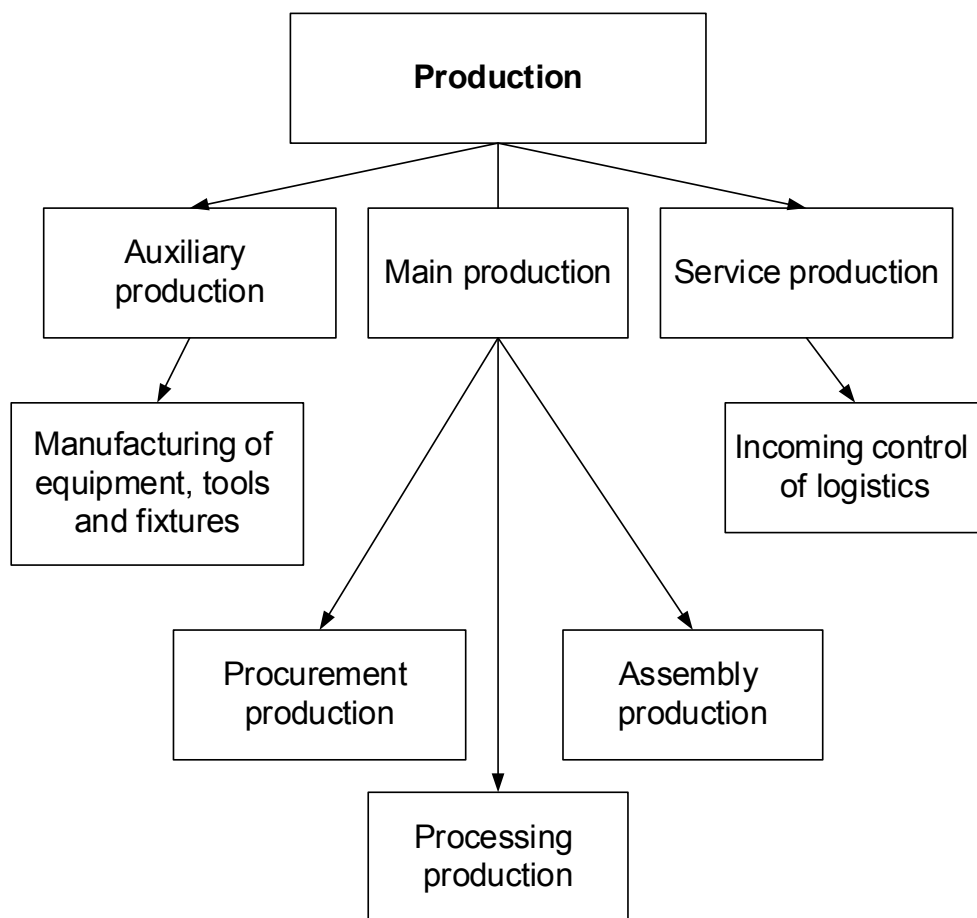 Production
Auxiliary
production
Main production
Service production
Manufacturing of
equipment, tools
and fixtures
Incoming control
of logistics
Procurement
production
Assembly
production
Processing
production